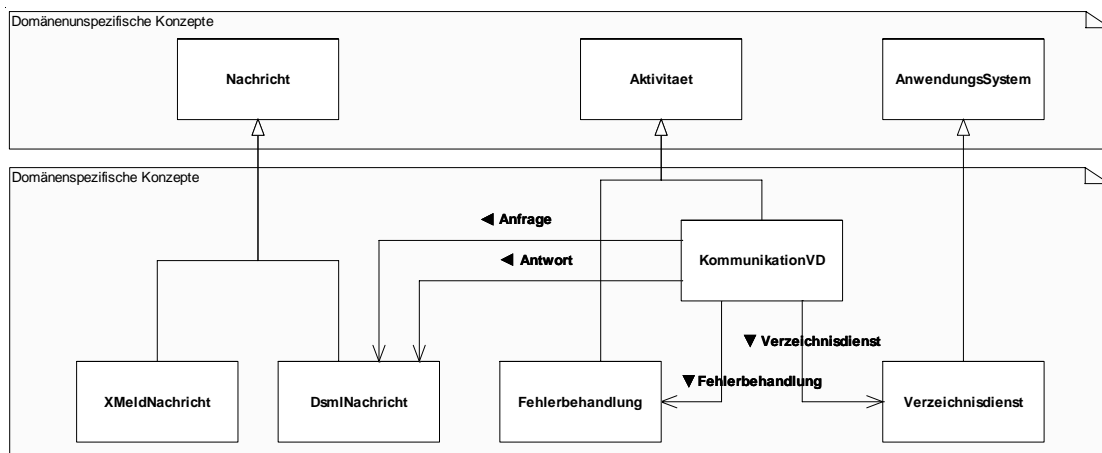 Domänenunspezifische Konzepte
Nachricht
Aktivitaet
AnwendungsSystem
Domänenspezifische Konzepte
Anfrage
Antwort
KommunikationVD
Verzeichnisdienst
Fehlerbehandlung
XMeldNachricht
DsmlNachricht
Fehlerbehandlung
Verzeichnisdienst